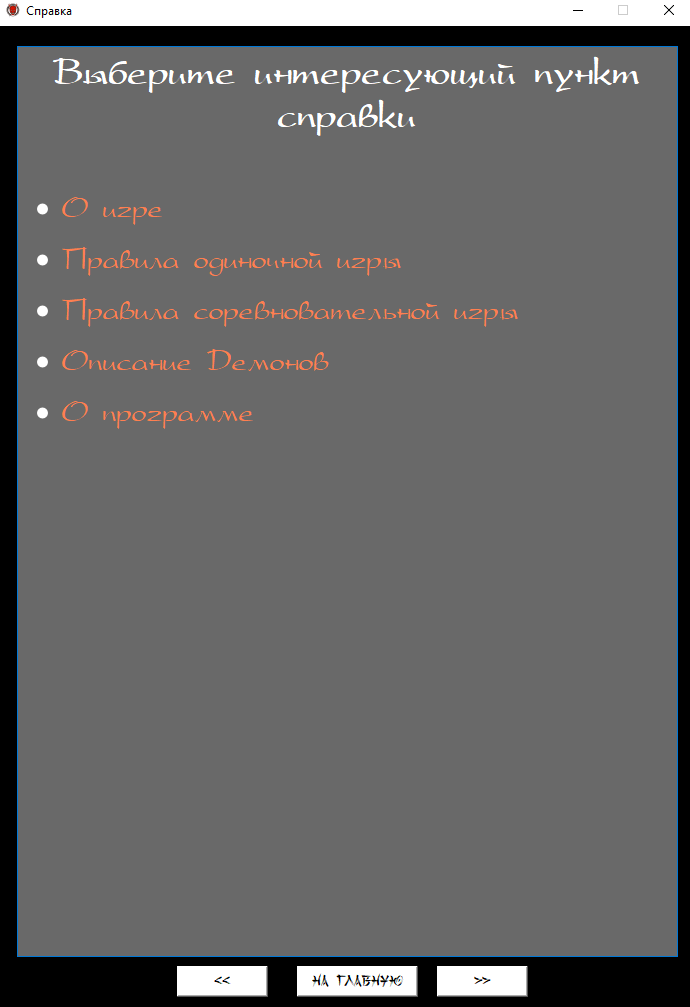 Справка
Выберите интересующий пункт
справки
О игре
Правила одиночной игры
Правила соревновательной игры
Описание Демонов
О программе
<<
НА ГЛАВНУЮ
>>